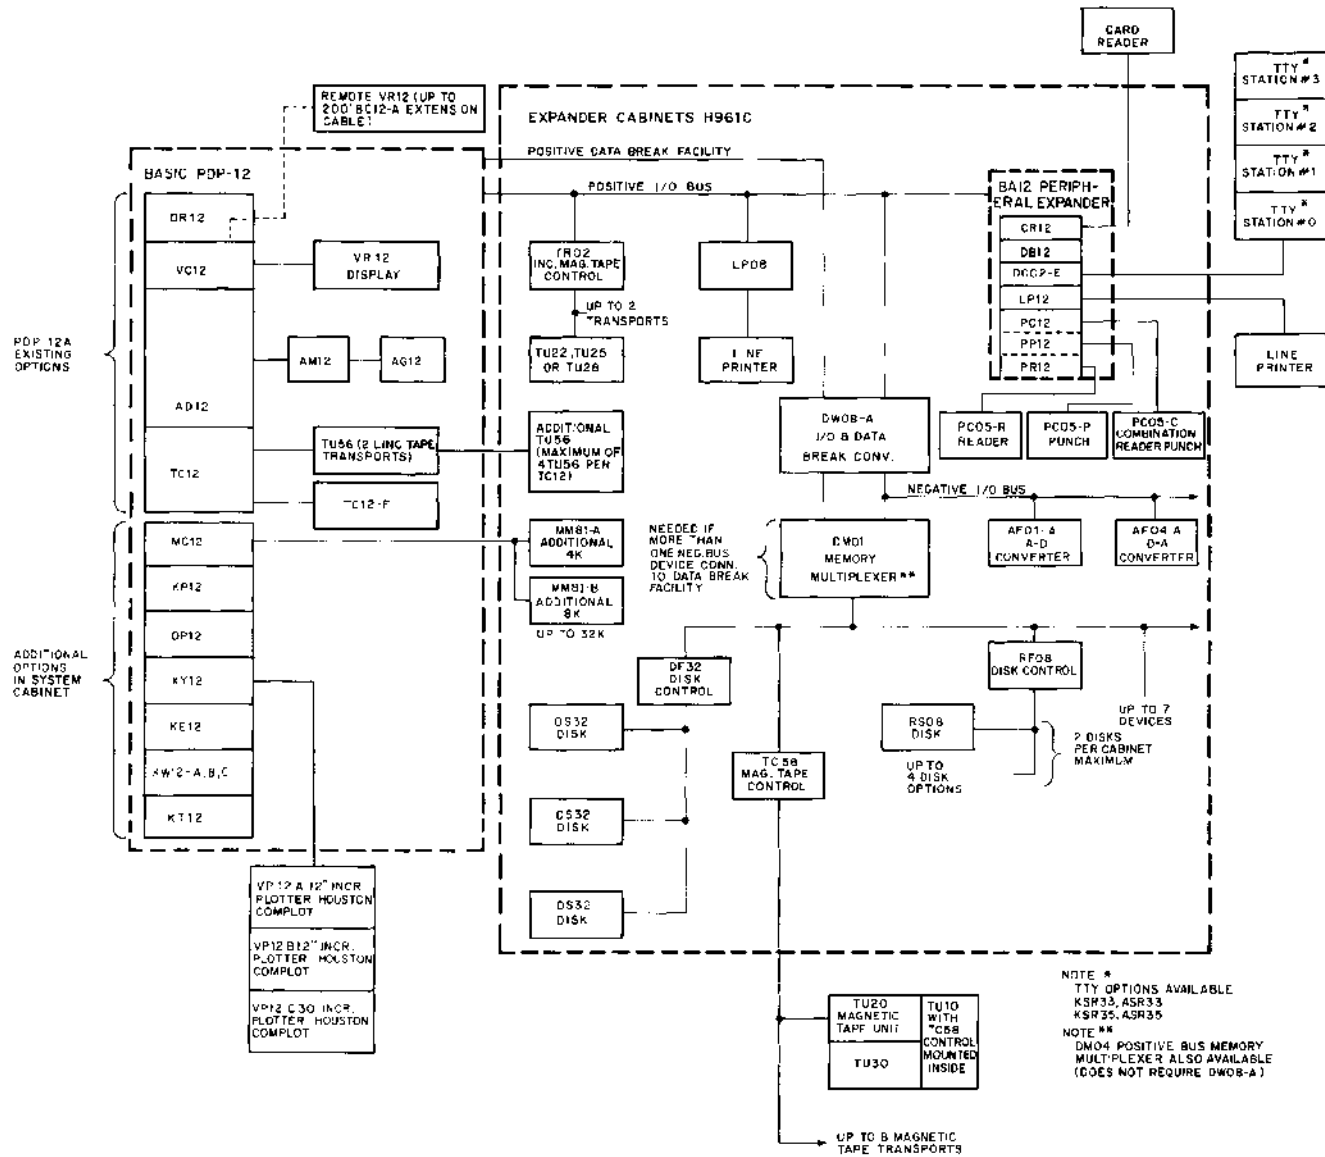 CARD
READER
TTY *
STATION #3
TTY *
STATION #2
TTY *
STATION #1
TTY *
STATION #0
REMOTE VR12 (UP TO
200' BC12-A EXTENSION
CABLE)
EXPANDER CABINETS H961C
POSITIVE DATA BREAK FACILITY
BASIC PDP-12
POSITIVE I/O BUS
BA12 PERIPH-
ERAL EXPANDER
DR12
CR12
DB12
DC02-E
LP12
PC12
PP12
PR12
VC12
VR12
DISPLAY
TR02
INC. MAG. TAPE
CONTROL
LP08
UP TO 2
TRANSPORTS
PDP 12A
EXISTING
OPTIONS
AM12
AG12
TU22, TU25
OR TU28
LINE
PRINTER
LINE
PRINTER
AD12
DW08-A
I/O & DATA
BREAK CONV.
PC05-R
READER
PC05-P
PUNCH
PC05-C
COMBINATION
READER PUNCH
TC12
TU56 (2 LINC TAPE
TRANSPORTS)
ADDITIONAL
TU56
(MAXIMUM OF
4 TU56 PER
TC12)
TC12-F
NEGATIVE I/O BUS
MC12
MM81-A
ADDITIONAL
4K
NEEDED IF
MORE THAN
ONE NEG. BUS
DEVICE CONN.
TO DATA BREAK
FACILITY
DM01
MEMORY
MULTIPLEXER **
AF01-A
A-D
CONVERTER
AF04-A
D-A
CONVERTER
KP12
MM81-B
ADDITIONAL
8K
UP TO 32K
DP12
ADDITIONAL
OPTIONS
IN SYSTEM
CABINET
KY12
DF32
DISK
CONTROL
RF08
DISK CONTROL
UP TO 7
DEVICES
KE12
DS32
DISK
RS08
DISK
2 DISKS
PER CABINET
MAXIMUM
UP TO
4 DISK
OPTIONS
KW12-A, B, C
TC58
MAG. TAPE
CONTROL
KT12
DS32
DISK
DS32
DISK
VP12 A 12" INCR.
PLOTTER HOUSTON
COMPLOT
VP12 B 12" INCR.
PLOTTER HOUSTON
COMPLOT
VP12 C 30 INCR.
PLOTTER HOUSTON
COMPLOT
TU20
MAGNETIC
TAPE UNIT
TU30
TU10
WITH
TC58
CONTROL
MOUNTED
INSIDE
NOTE *
TTY OPTIONS AVAILABLE
KSR33, ASR33
KSR35, ASR35
NOTE **
DM04 POSITIVE BUS MEMORY
MULTIPLEXER ALSO AVAILABLE
(DOES NOT REQUIRE DW08-A)
UP TO 8 MAGNETIC
TAPE TRANSPORTS